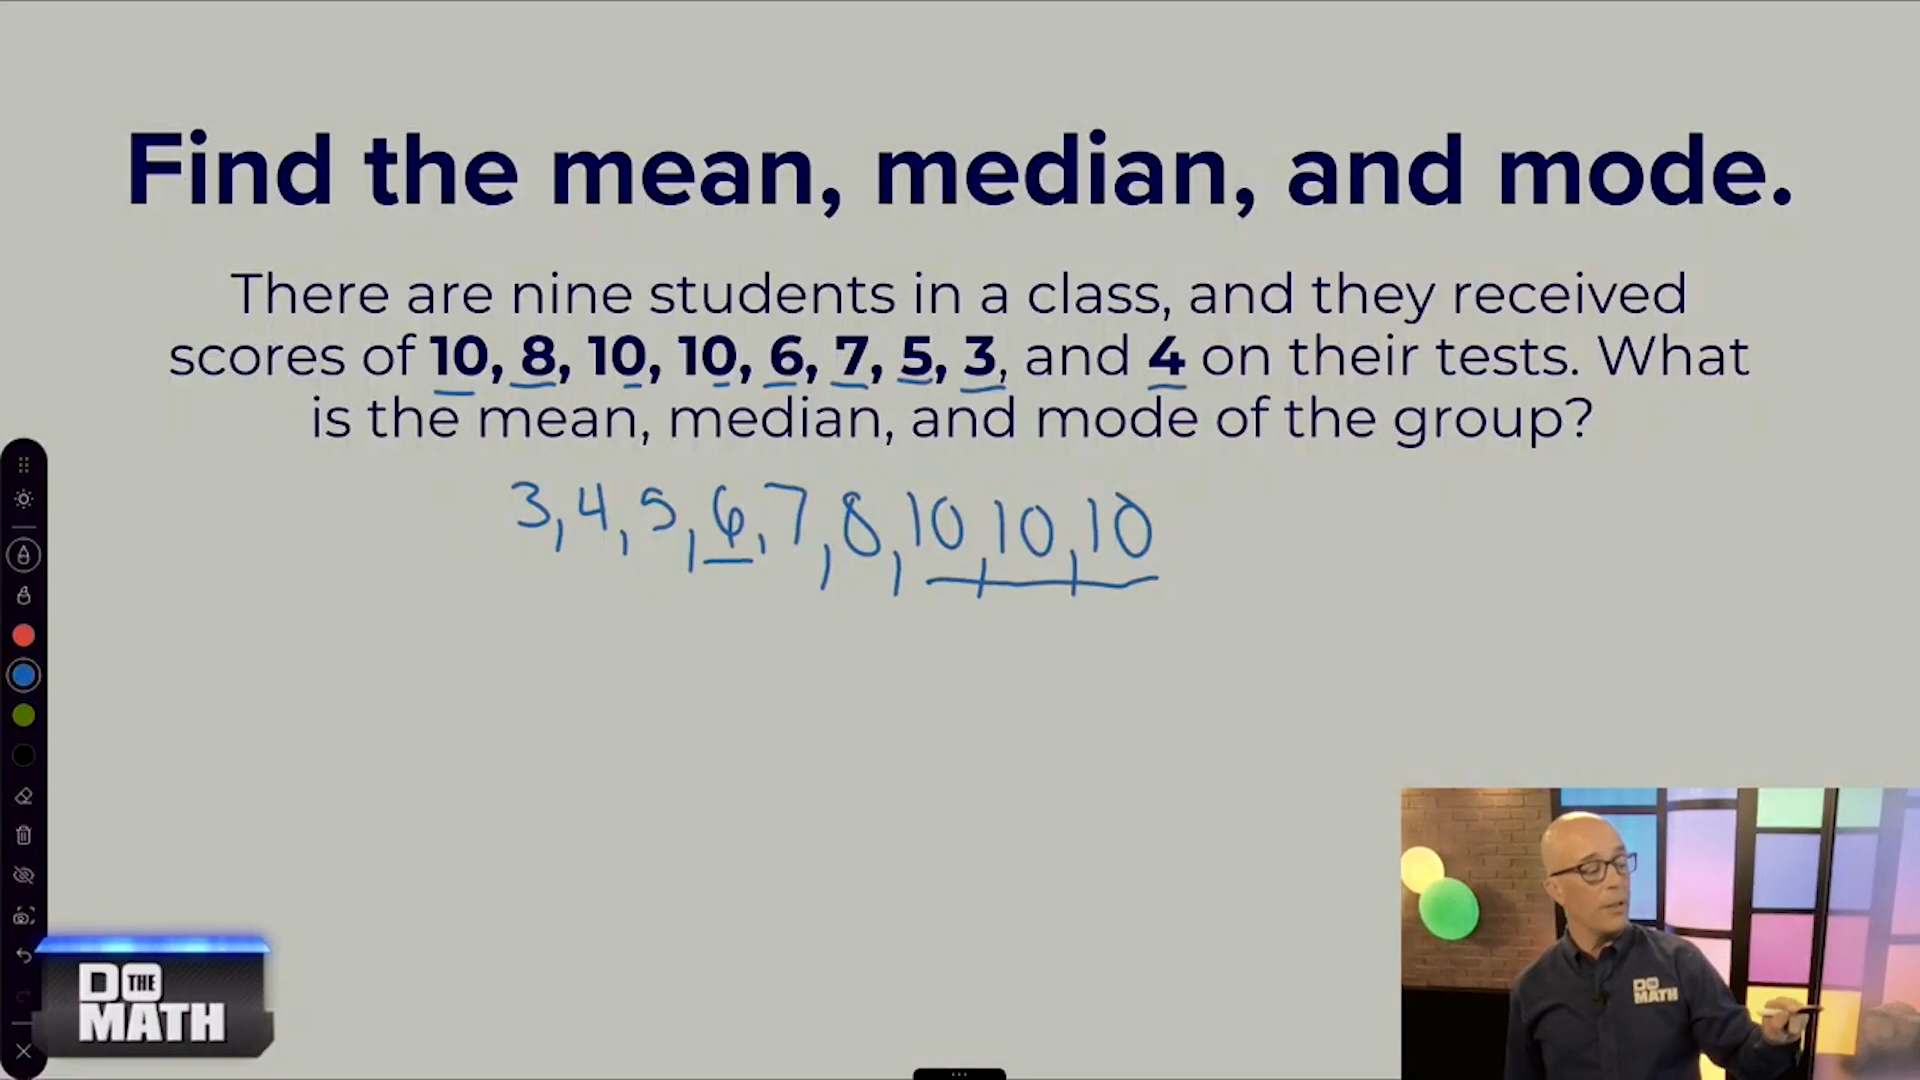 Find the mean, median, and mode.
There are nine students in a class, and they received
scores of 10, 8, 10, 10, 6, 7, 5, 3, and 4 on their tests. What
is the mean, median, and mode of the group?
3, 4, 5, 6, 7, 8, 10, 10, 10
DO THE
MATH
DO
MATH